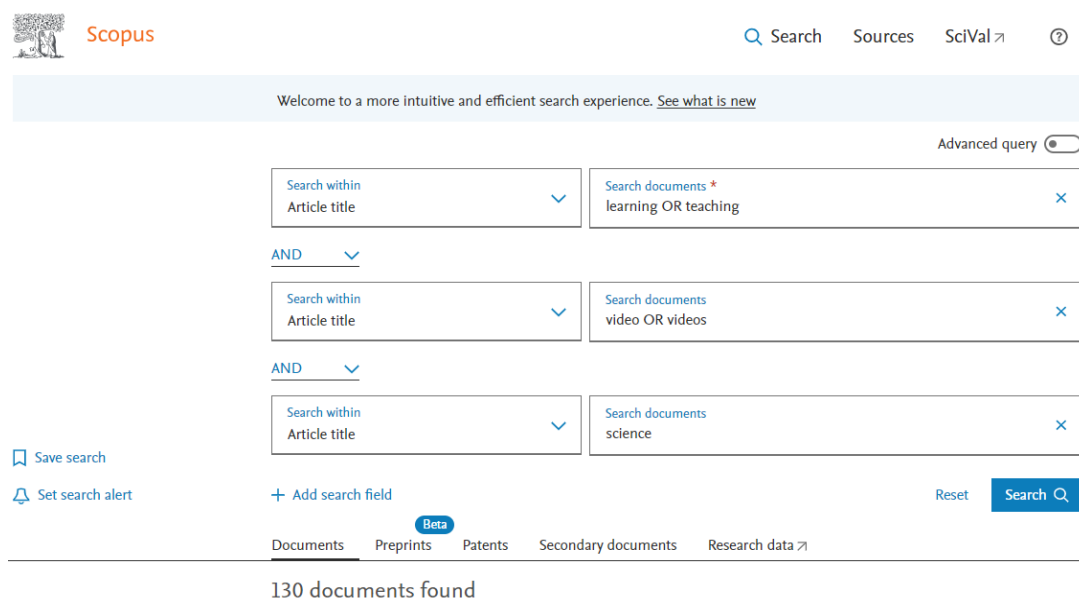 Scopus
Search Sources SciVal
Welcome to a more intuitive and efficient search experience. See what is new
Advanced query
Search within
Article title
Search documents *
learning OR teaching
AND
Search within
Article title
Search documents
video OR videos
AND
Search within
Article title
Search documents
science
Save search
Set search alert
Add search field
Reset
Search
Beta
Documents Preprints Patents Secondary documents Research data
130 documents found